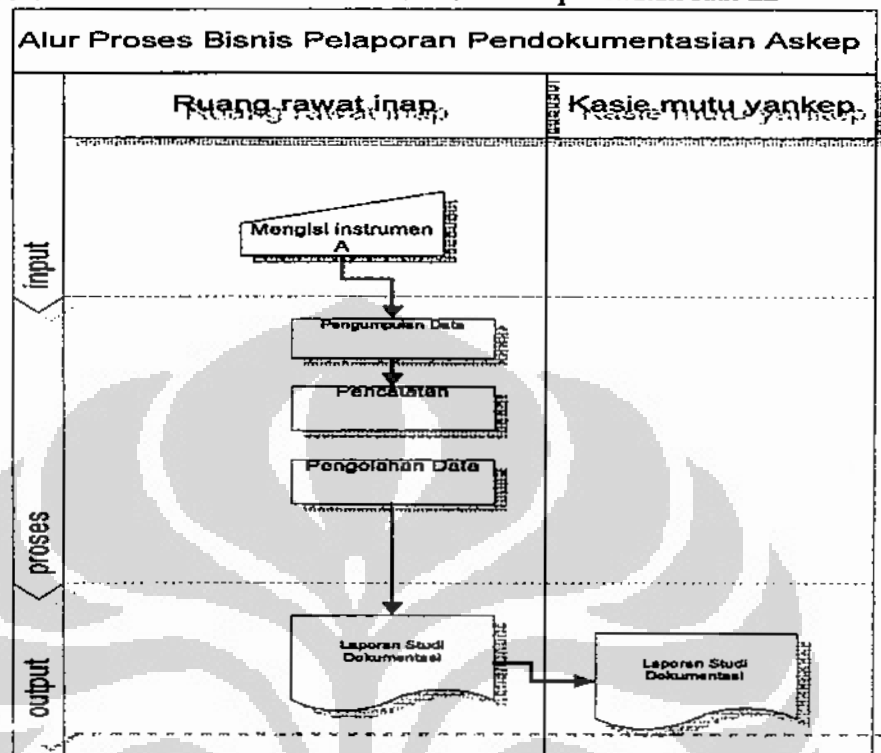 Alur Proses Bisnis Pelaporan Pendokumentasian Askep
Ruang rawat inap
Kasie mutu yankep
input
Mengisi instrumen
A
proses
Pengumpulan Data
Pencatatan
Pengolahan Data
output
Laporan Studi
Dokumentasi
Laporan Studi
Dokumentasi